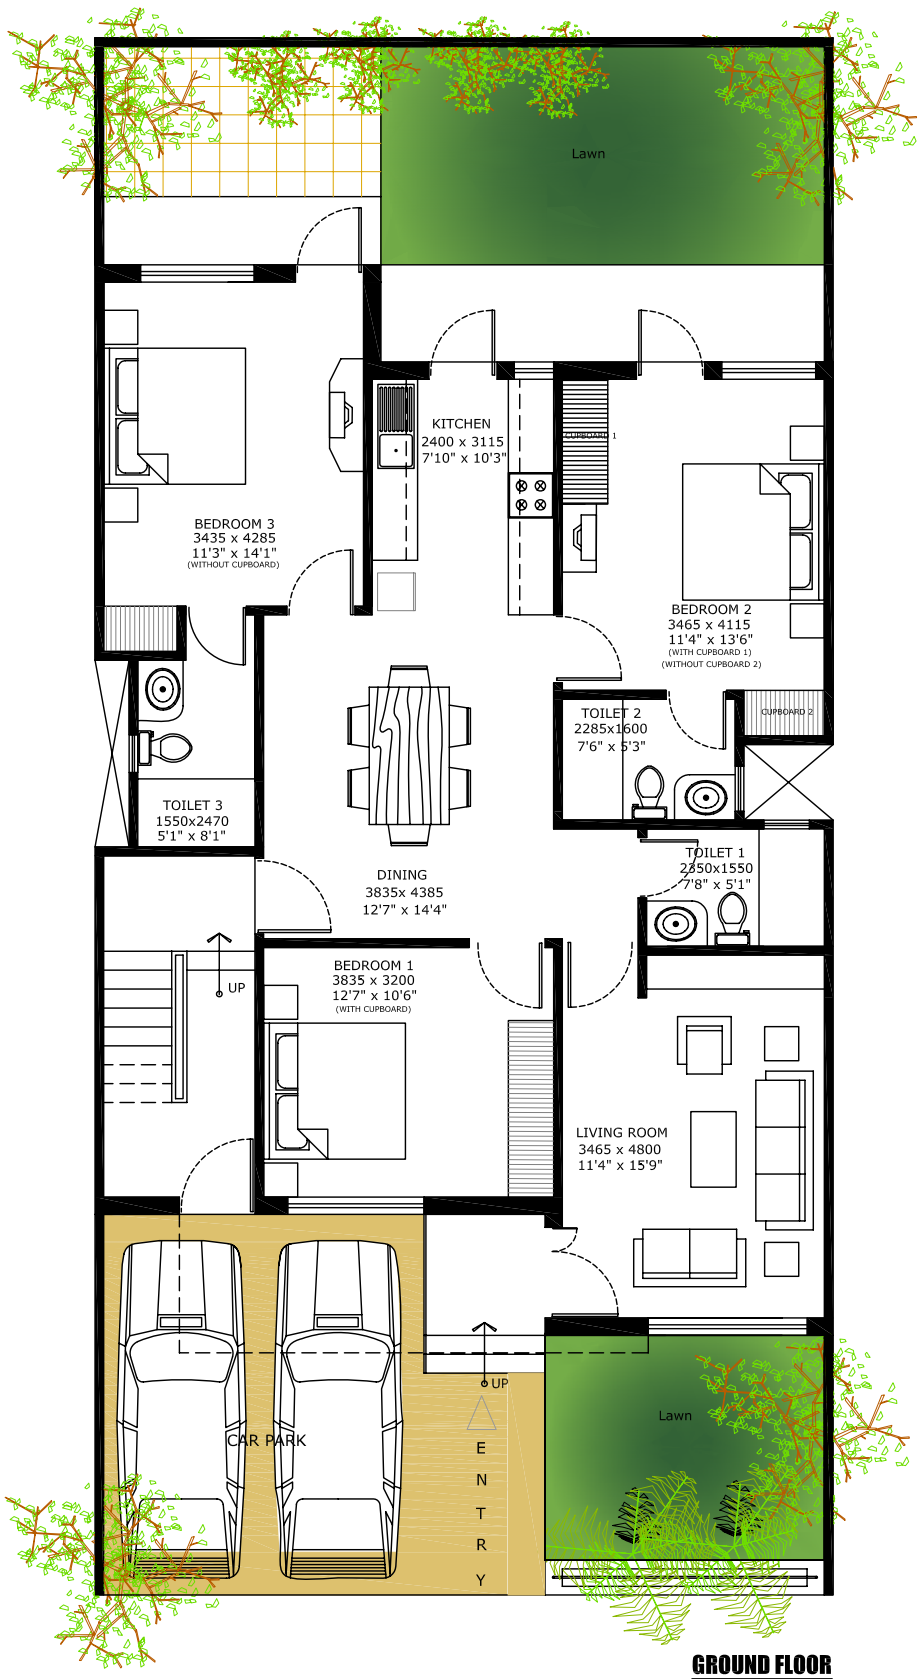 Lawn
KITCHEN
2400 x 3115
7'10" x 10'3"
CUPBOARD 1
BEDROOM 3
3435 x 4285
11'3" x 14'1"
(WITHOUT CUPBOARD)
BEDROOM 2
3465 x 4115
11'4" x 13'6"
(WITH CUPBOARD 1)
(WITHOUT CUPBOARD 2)
CUPBOARD 2
TOILET 2
2285x1600
7'6" x 5'3"
TOILET 3
1550x2470
5'1" x 8'1"
TOILET 1
2350x1550
7'8" x 5'1"
DINING
3835x 4385
12'7" x 14'4"
BEDROOM 1
3835 x 3200
12'7" x 10'6"
(WITH CUPBOARD)
UP
LIVING ROOM
3465 x 4800
11'4" x 15'9"
UP
Lawn
CAR PARK
ENTRY
GROUND FLOOR